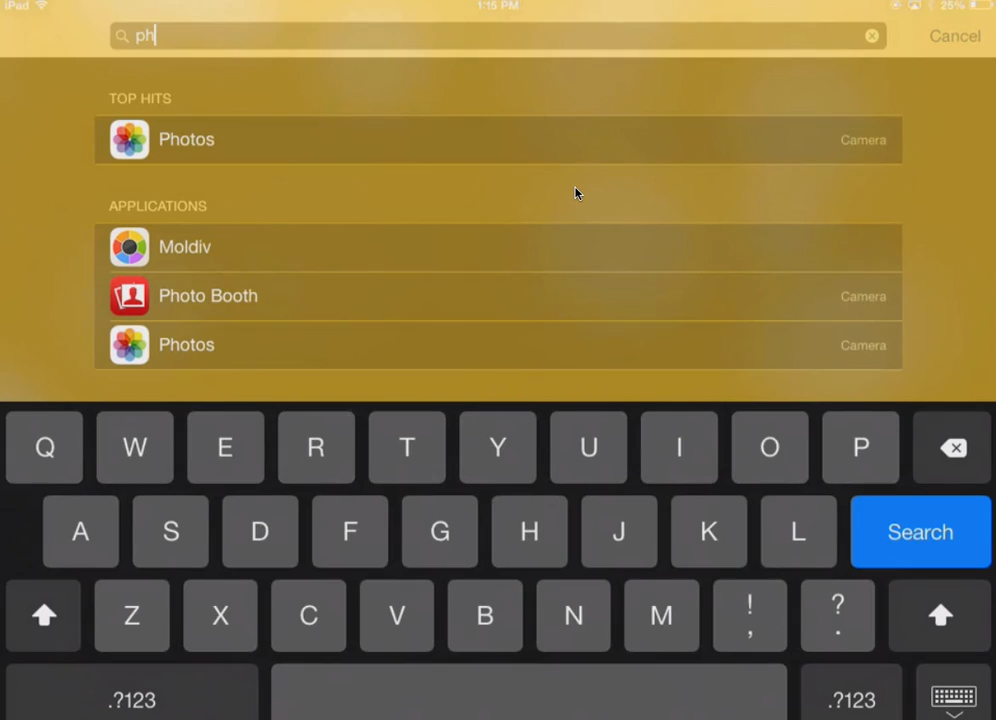 iPad 1:15 PM 25%
ph Cancel
TOP HITS
Photos Camera
APPLICATIONS
Moldiv
Photo Booth Camera
Photos Camera
Q W E R T Y U I O P
A S D F G H J K L Search
Z X C V B N M ! , ? .
.?123 .?123